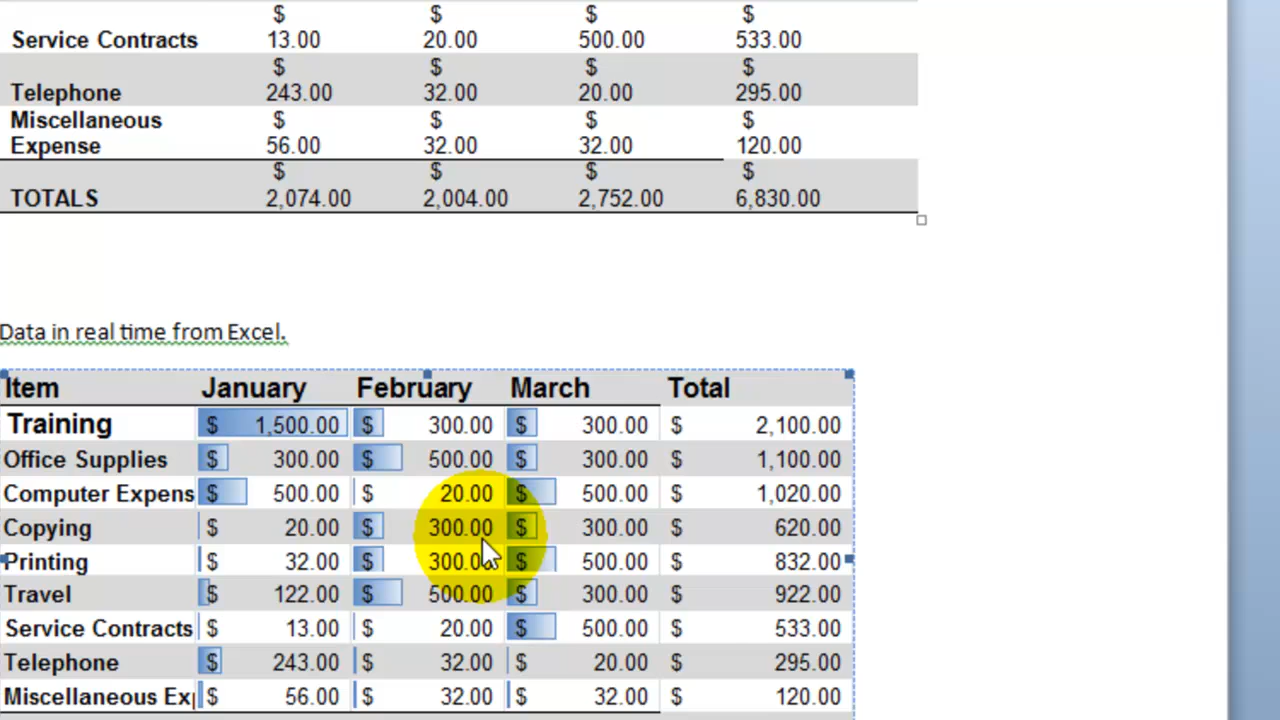 $ $ $ $
Service Contracts 13.00 20.00 500.00 533.00
$ $ $ $
Telephone 243.00 32.00 20.00 295.00
Miscellaneous $ $ $ $
Expense 56.00 32.00 32.00 120.00
$ $ $ $
TOTALS 2,074.00 2,004.00 2,752.00 6,830.00
Data in real time from Excel.
Item January February March Total
Training $ 1,500.00 $ 300.00 $ 300.00 $ 2,100.00
Office Supplies $ 300.00 $ 500.00 $ 300.00 $ 1,100.00
Computer Expens $ 500.00 $ 20.00 $ 500.00 $ 1,020.00
Copying $ 20.00 $ 300.00 $ 300.00 $ 620.00
Printing $ 32.00 $ 300.00 $ 500.00 $ 832.00
Travel $ 122.00 $ 500.00 $ 300.00 $ 922.00
Service Contracts $ 13.00 $ 20.00 $ 500.00 $ 533.00
Telephone $ 243.00 $ 32.00 $ 20.00 $ 295.00
Miscellaneous Exp $ 56.00 $ 32.00 $ 32.00 $ 120.00